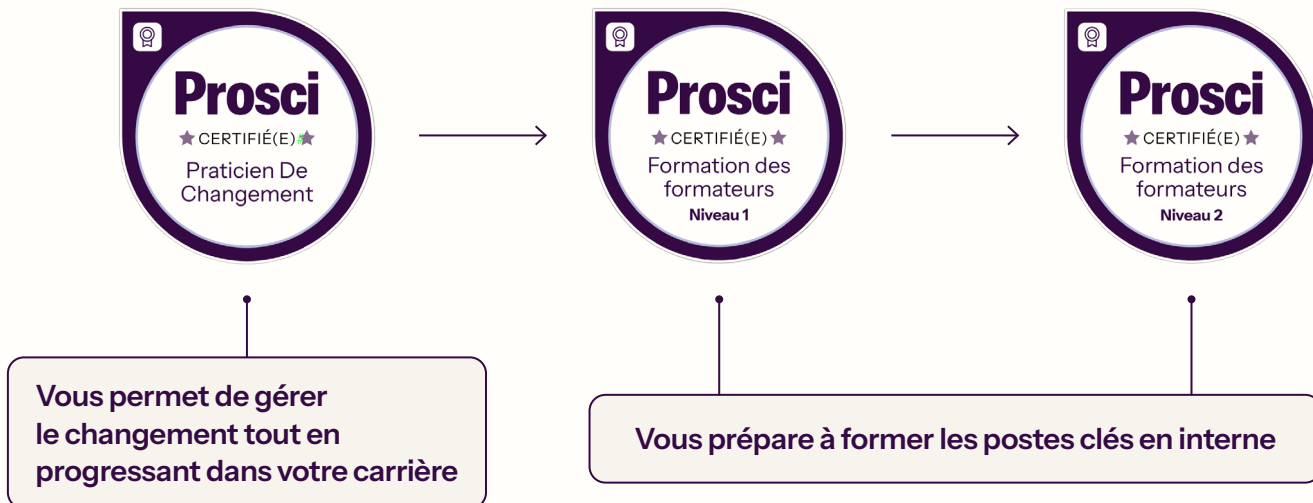 Prosci
CERTIFIÉ(E)
Praticien De
Changement
Prosci
CERTIFIÉ(E)
Formation des
formateurs
Niveau 1
Prosci
CERTIFIÉ(E)
Formation des
formateurs
Niveau 2
Vous permet de gérer
le changement tout en
progressant dans votre carrière
Vous prépare à former les postes clés en interne